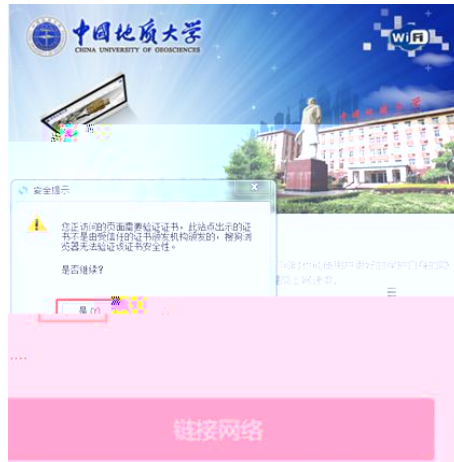 中国地质大学
CHINA UNIVERSITY OF GEOSCIENCES
WiFi
安全提示
您正访问的页面需要验证证书，此站点出示的证
书不是由受信任的证书颁发机构颁发的，搜狗浏
览器无法验证该证书安全性。
是否继续？
是(Y)
....
链接网络